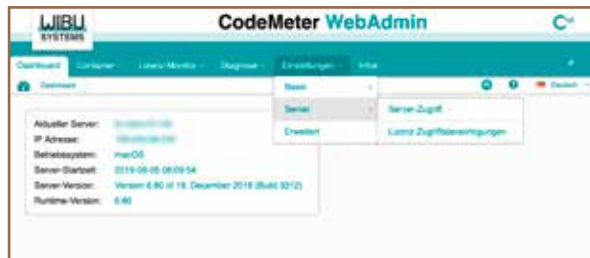 WIBU
SYSTEMS
CodeMeter WebAdmin
Dashboard Container Lizenz-Monitor Diagnose Einstellungen Info
Dashboard
Deutsch
Basis
Server
Erweitert
Server-Zugriff
Lizenz-Zugriffsberechtigungen
Aktueller Server:
IP Adresse:
Betriebssystem: macOS
Server-Startzeit: 2019-09-05 08:09:54
Server-Version: Version 6.80 of 19. December 2018 (Build 3312)
Runtime-Version: 6.80